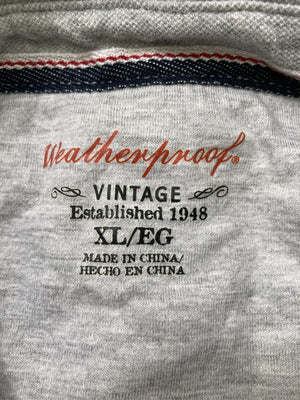 Weatherproof®
VINTAGE
Established 1948
XL/EG
MADE IN CHINA/
HECHO EN CHINA